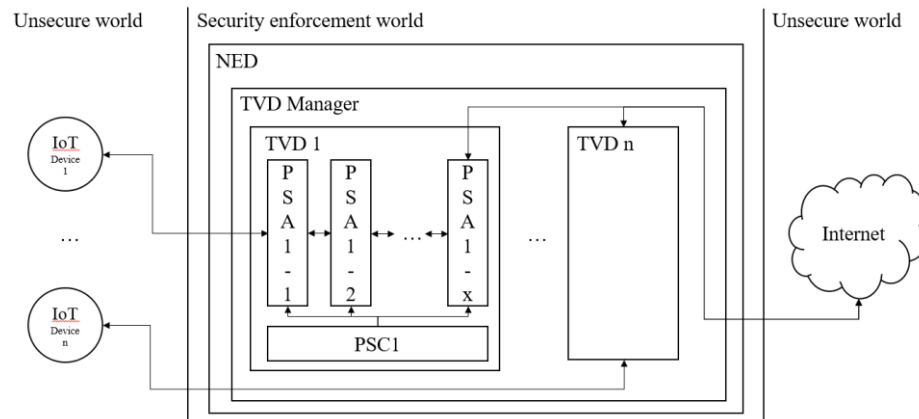 Unsecure world
Security enforcement world
Unsecure world
NED
TVD Manager
TVD 1
TVD n
IoT
Device
1
...
IoT
Device
n
P
S
A
1
-
1
P
S
A
1
-
2
...
P
S
A
1
-
x
...
PSC1
Internet